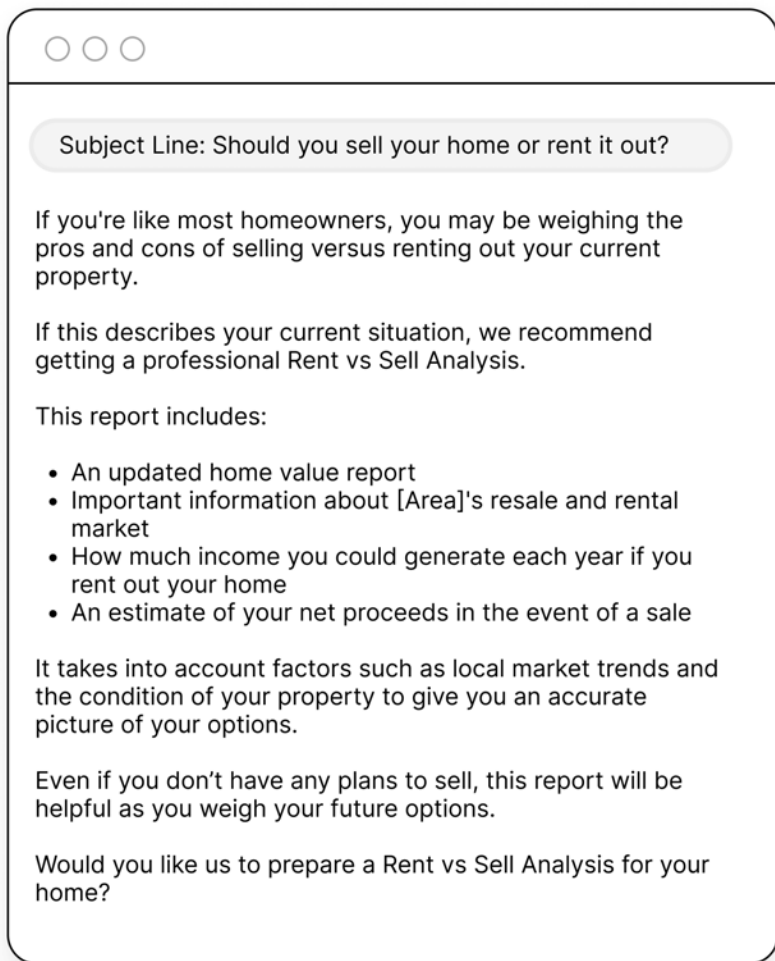 Subject Line: Should you sell your home or rent it out?
If you're like most homeowners, you may be weighing the
pros and cons of selling versus renting out your current
property.
If this describes your current situation, we recommend
getting a professional Rent vs Sell Analysis.
This report includes:
• An updated home value report
• Important information about [Area]'s resale and rental
market
• How much income you could generate each year if you
rent out your home
• An estimate of your net proceeds in the event of a sale
It takes into account factors such as local market trends and
the condition of your property to give you an accurate
picture of your options.
Even if you don’t have any plans to sell, this report will be
helpful as you weigh your future options.
Would you like us to prepare a Rent vs Sell Analysis for your
home?